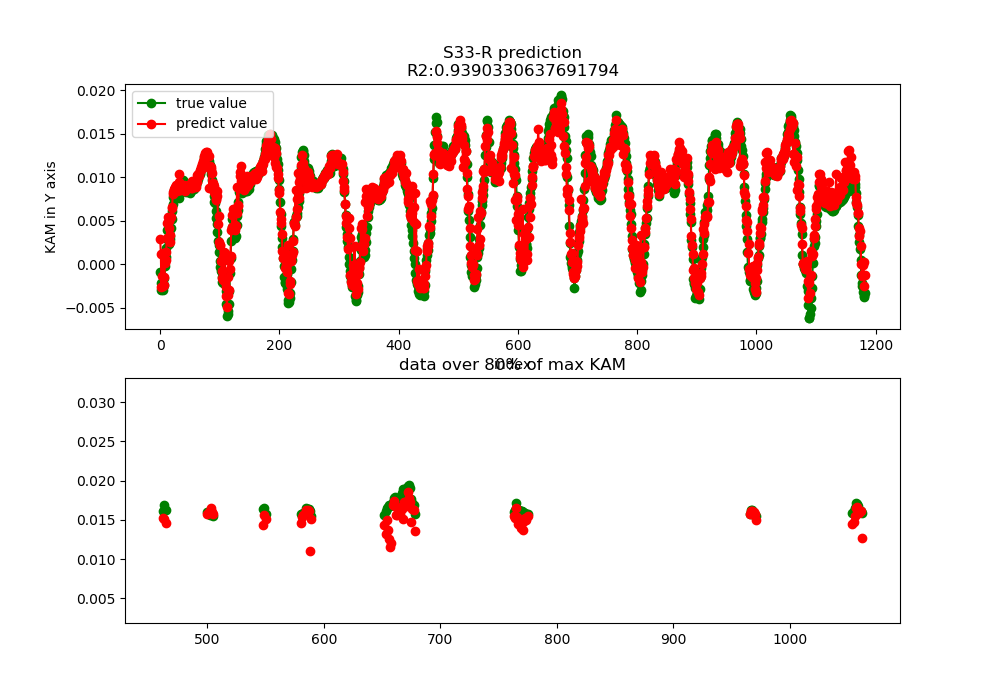 S33-R prediction
R2:0.9390330637691794
true value
predict value
KAM in Y axis
0.020
0.015
0.010
0.005
0.000
−0.005
0 200 400 600 800 1000 1200
index
data over 80% of max KAM
0.030
0.025
0.020
0.015
0.010
0.005
500 600 700 800 900 1000